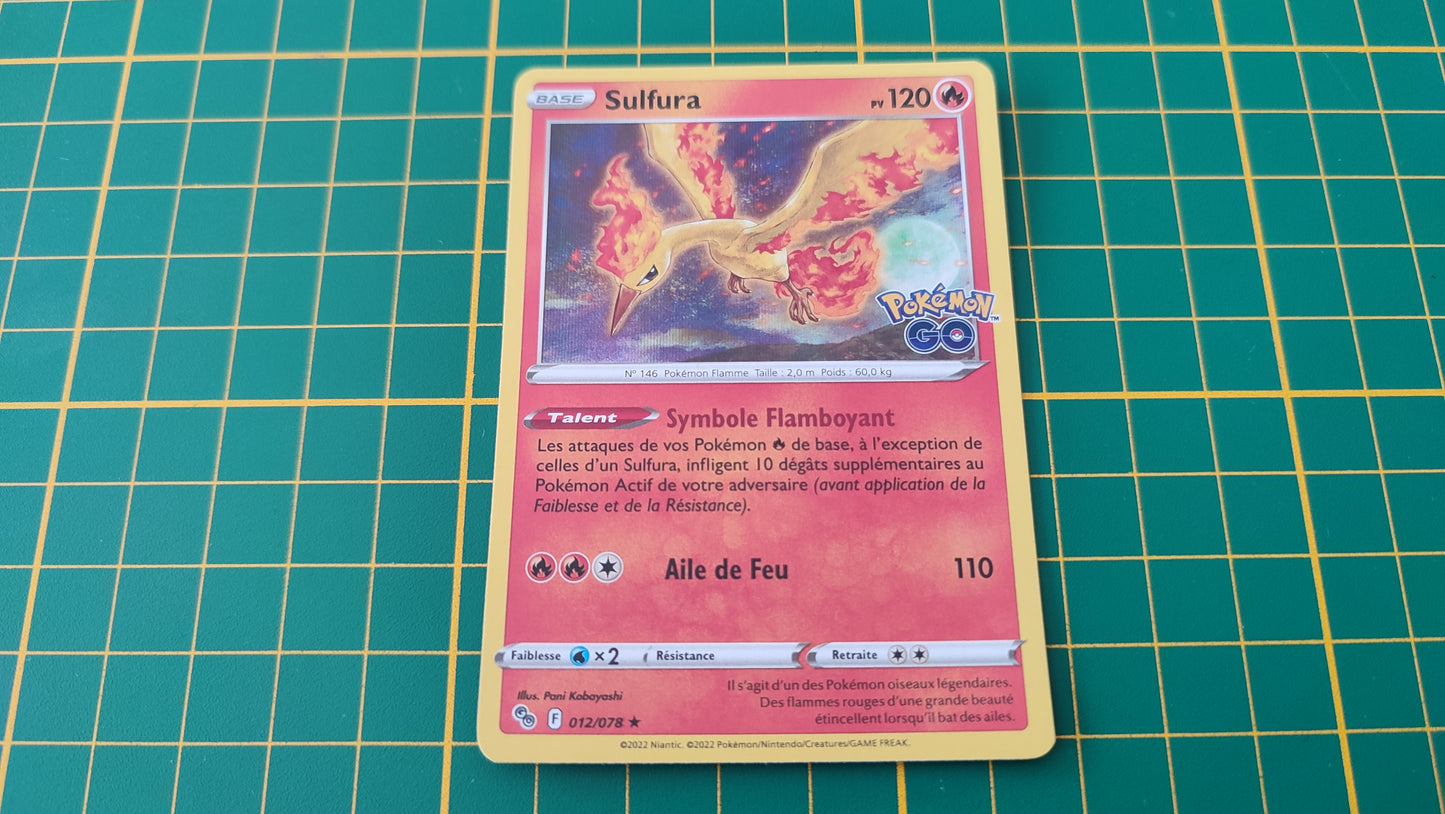 BASE Sulfura PV 120
POKÉMON™
GO
Nº 146 Pokémon Flamme Taille : 2,0 m Poids : 60,0 kg
Talent Symbole Flamboyant
Les attaques de vos Pokémon de base, à l'exception de
celles d'un Sulfura, infligent 10 dégâts supplémentaires au
Pokémon Actif de votre adversaire (avant application de la
Faiblesse et de la Résistance).
Aile de Feu 110
Faiblesse ×2 Résistance Retraite
Il s'agit d'un des Pokémon oiseaux légendaires.
Des flammes rouges d'une grande beauté
étincellent lorsqu'il bat des ailes.
Illus. Pani Kobayashi
GO F 012/078 ★
©2022 Niantic. ©2022 Pokémon/Nintendo/Creatures/GAME FREAK.